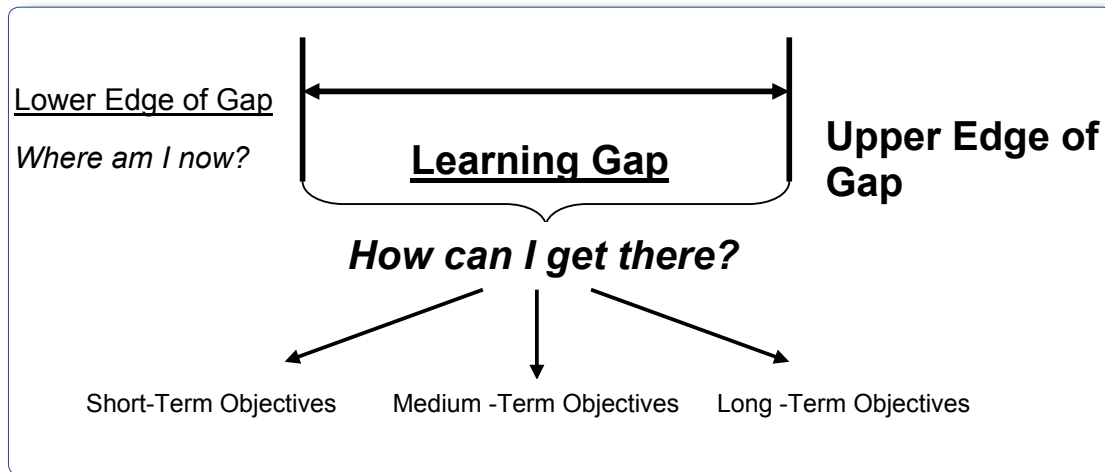 Lower Edge of Gap
Where am I now?
Learning Gap
Upper Edge of
Gap
How can I get there?
Short-Term Objectives
Medium -Term Objectives
Long -Term Objectives